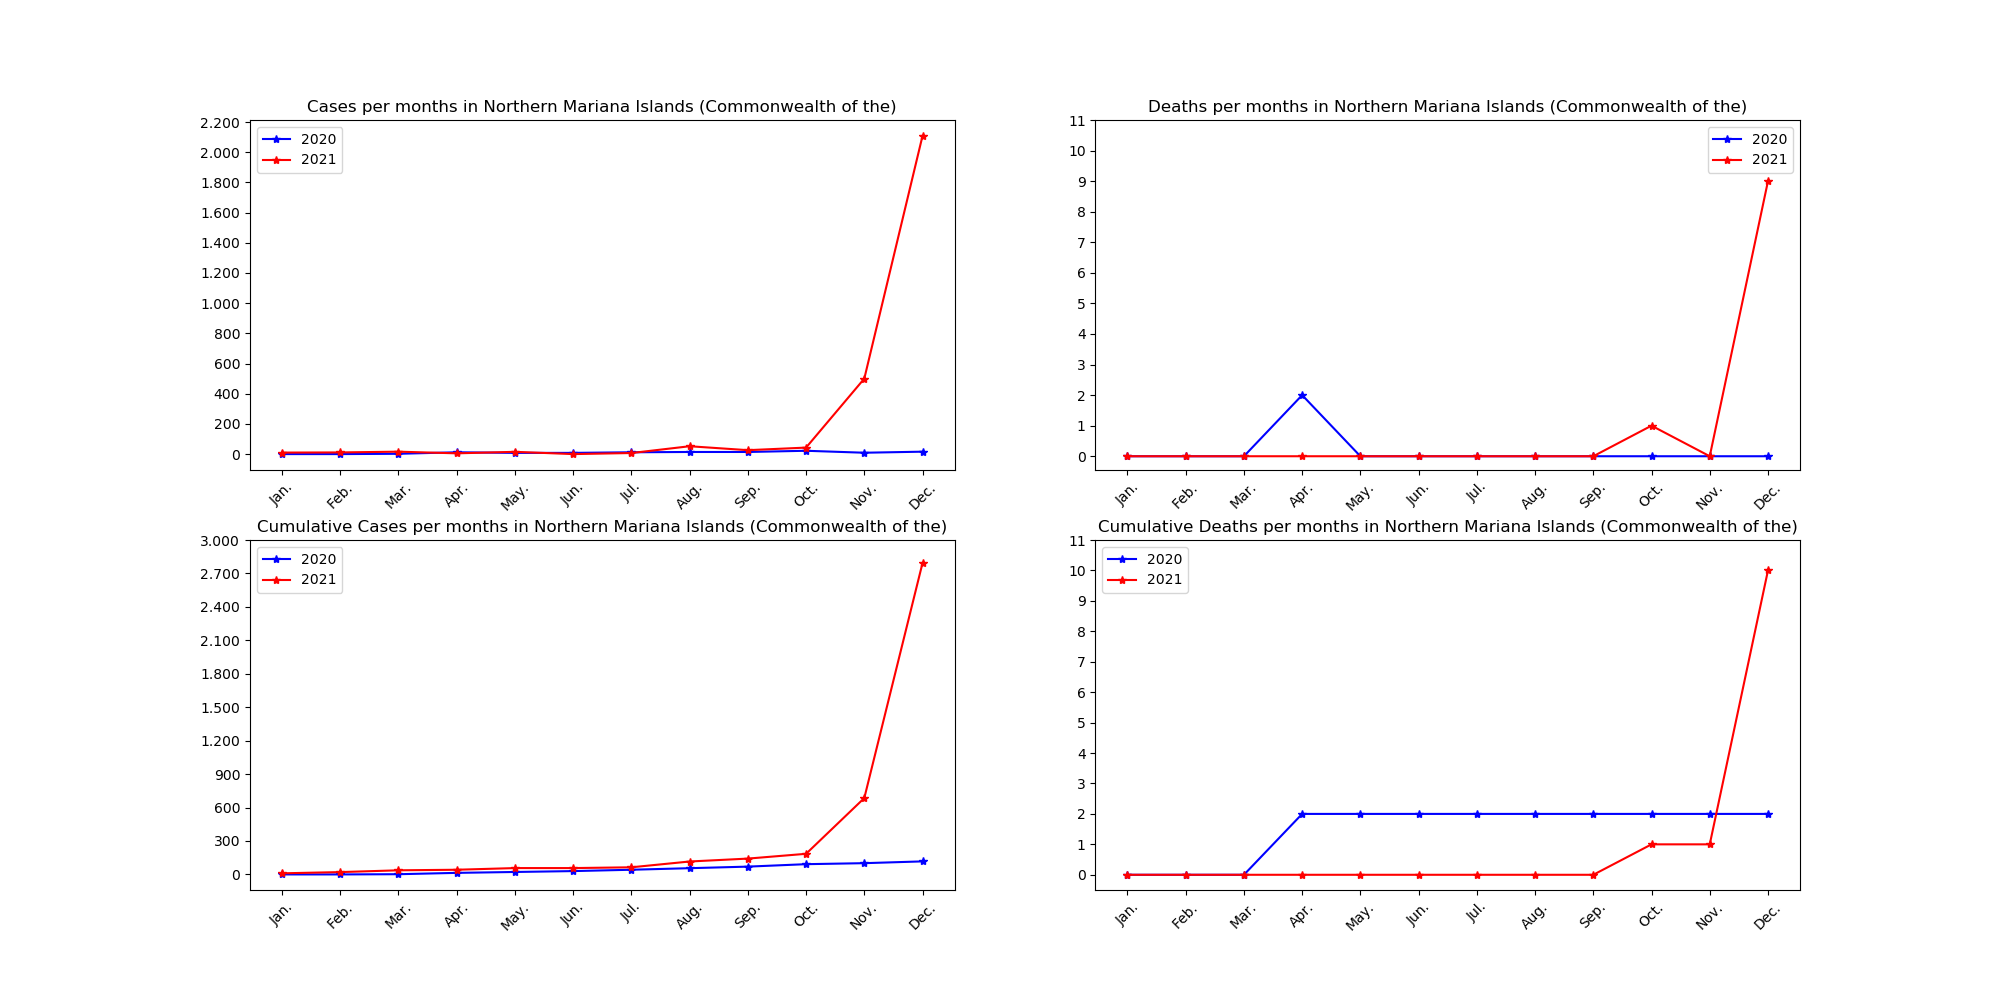 Cases per months in Northern Mariana Islands (Commonwealth of the)
2.200
2.000
1.800
1.600
1.400
1.200
1.000
800
600
400
200
0
2020
2021
Jan.
Feb.
Mar.
Apr.
May.
Jun.
Jul.
Aug.
Sep.
Oct.
Nov.
Dec.
Deaths per months in Northern Mariana Islands (Commonwealth of the)
11
10
9
8
7
6
5
4
3
2
1
0
2020
2021
Jan.
Feb.
Mar.
Apr.
May.
Jun.
Jul.
Aug.
Sep.
Oct.
Nov.
Dec.
Cumulative Cases per months in Northern Mariana Islands (Commonwealth of the)
3.000
2.700
2.400
2.100
1.800
1.500
1.200
900
600
300
0
2020
2021
Jan.
Feb.
Mar.
Apr.
May.
Jun.
Jul.
Aug.
Sep.
Oct.
Nov.
Dec.
Cumulative Deaths per months in Northern Mariana Islands (Commonwealth of the)
11
10
9
8
7
6
5
4
3
2
1
0
2020
2021
Jan.
Feb.
Mar.
Apr.
May.
Jun.
Jul.
Aug.
Sep.
Oct.
Nov.
Dec.